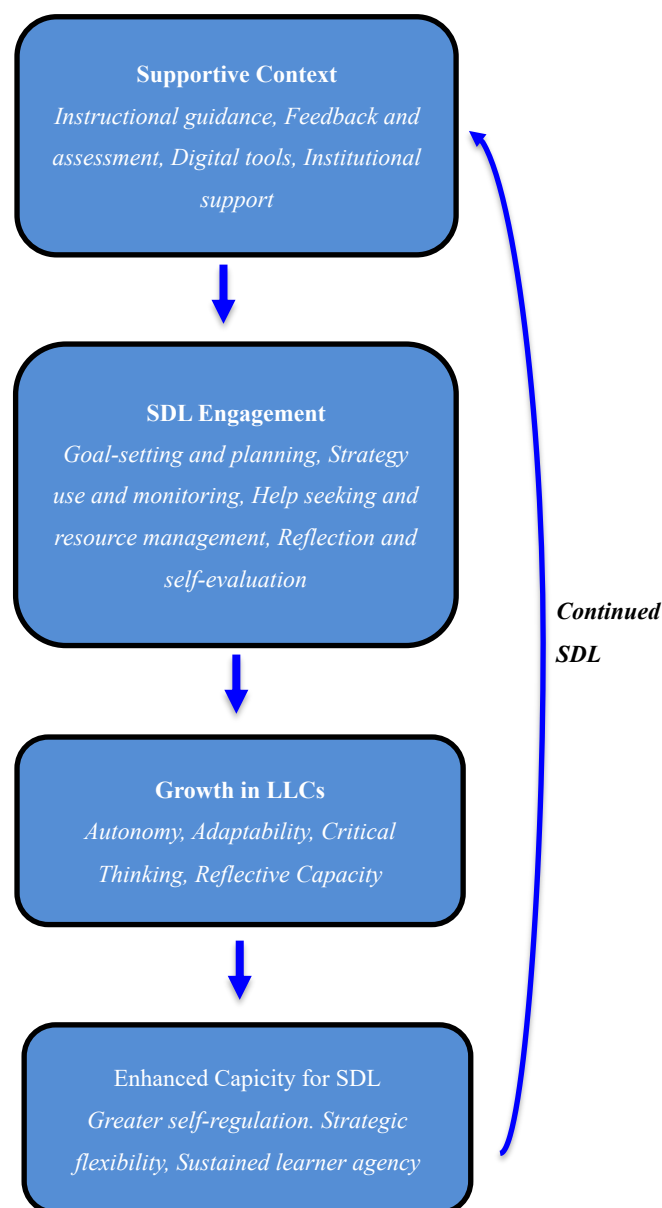 Supportive Context
Instructional guidance, Feedback and
assessment, Digital tools, Institutional
support
SDL Engagement
Goal-setting and planning, Strategy
use and monitoring, Help seeking and
resource management, Reflection and
self-evaluation
Continued
SDL
Growth in LLCs
Autonomy, Adaptability, Critical
Thinking, Reflective Capacity
Enhanced Capicity for SDL
Greater self-regulation. Strategic
flexibility, Sustained learner agency